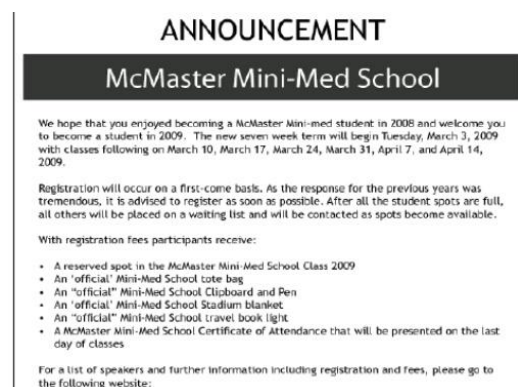 ANNOUNCEMENT
McMaster Mini-Med School
We hope that you enjoyed becoming a McMaster Mini-med student in 2008 and welcome you
to become a student in 2009. The new seven week term will begin Tuesday, March 3, 2009
with classes following on March 10, March 17, March 24, March 31, April 7, and April 14,
2009.
Registration will occur on a first-come basis. As the response for the previous years was
tremendous, it is advised to register as soon as possible. After all the student spots are full,
all others will be placed on a waiting list and will be contacted as spots become available.
With registration fees participants receive:
• A reserved spot in the McMaster Mini-Med School Class 2009
• An 'official' Mini-Med School tote bag
• An "official" Mini-Med School Clipboard and Pen
• An 'official' Mini-Med School Stadium blanket
• An "official" Mini-Med School travel book light
• A McMaster Mini-Med School Certificate of Attendance that will be presented on the last
day of classes
For a list of speakers and further information including registration and fees, please go to
the following website: